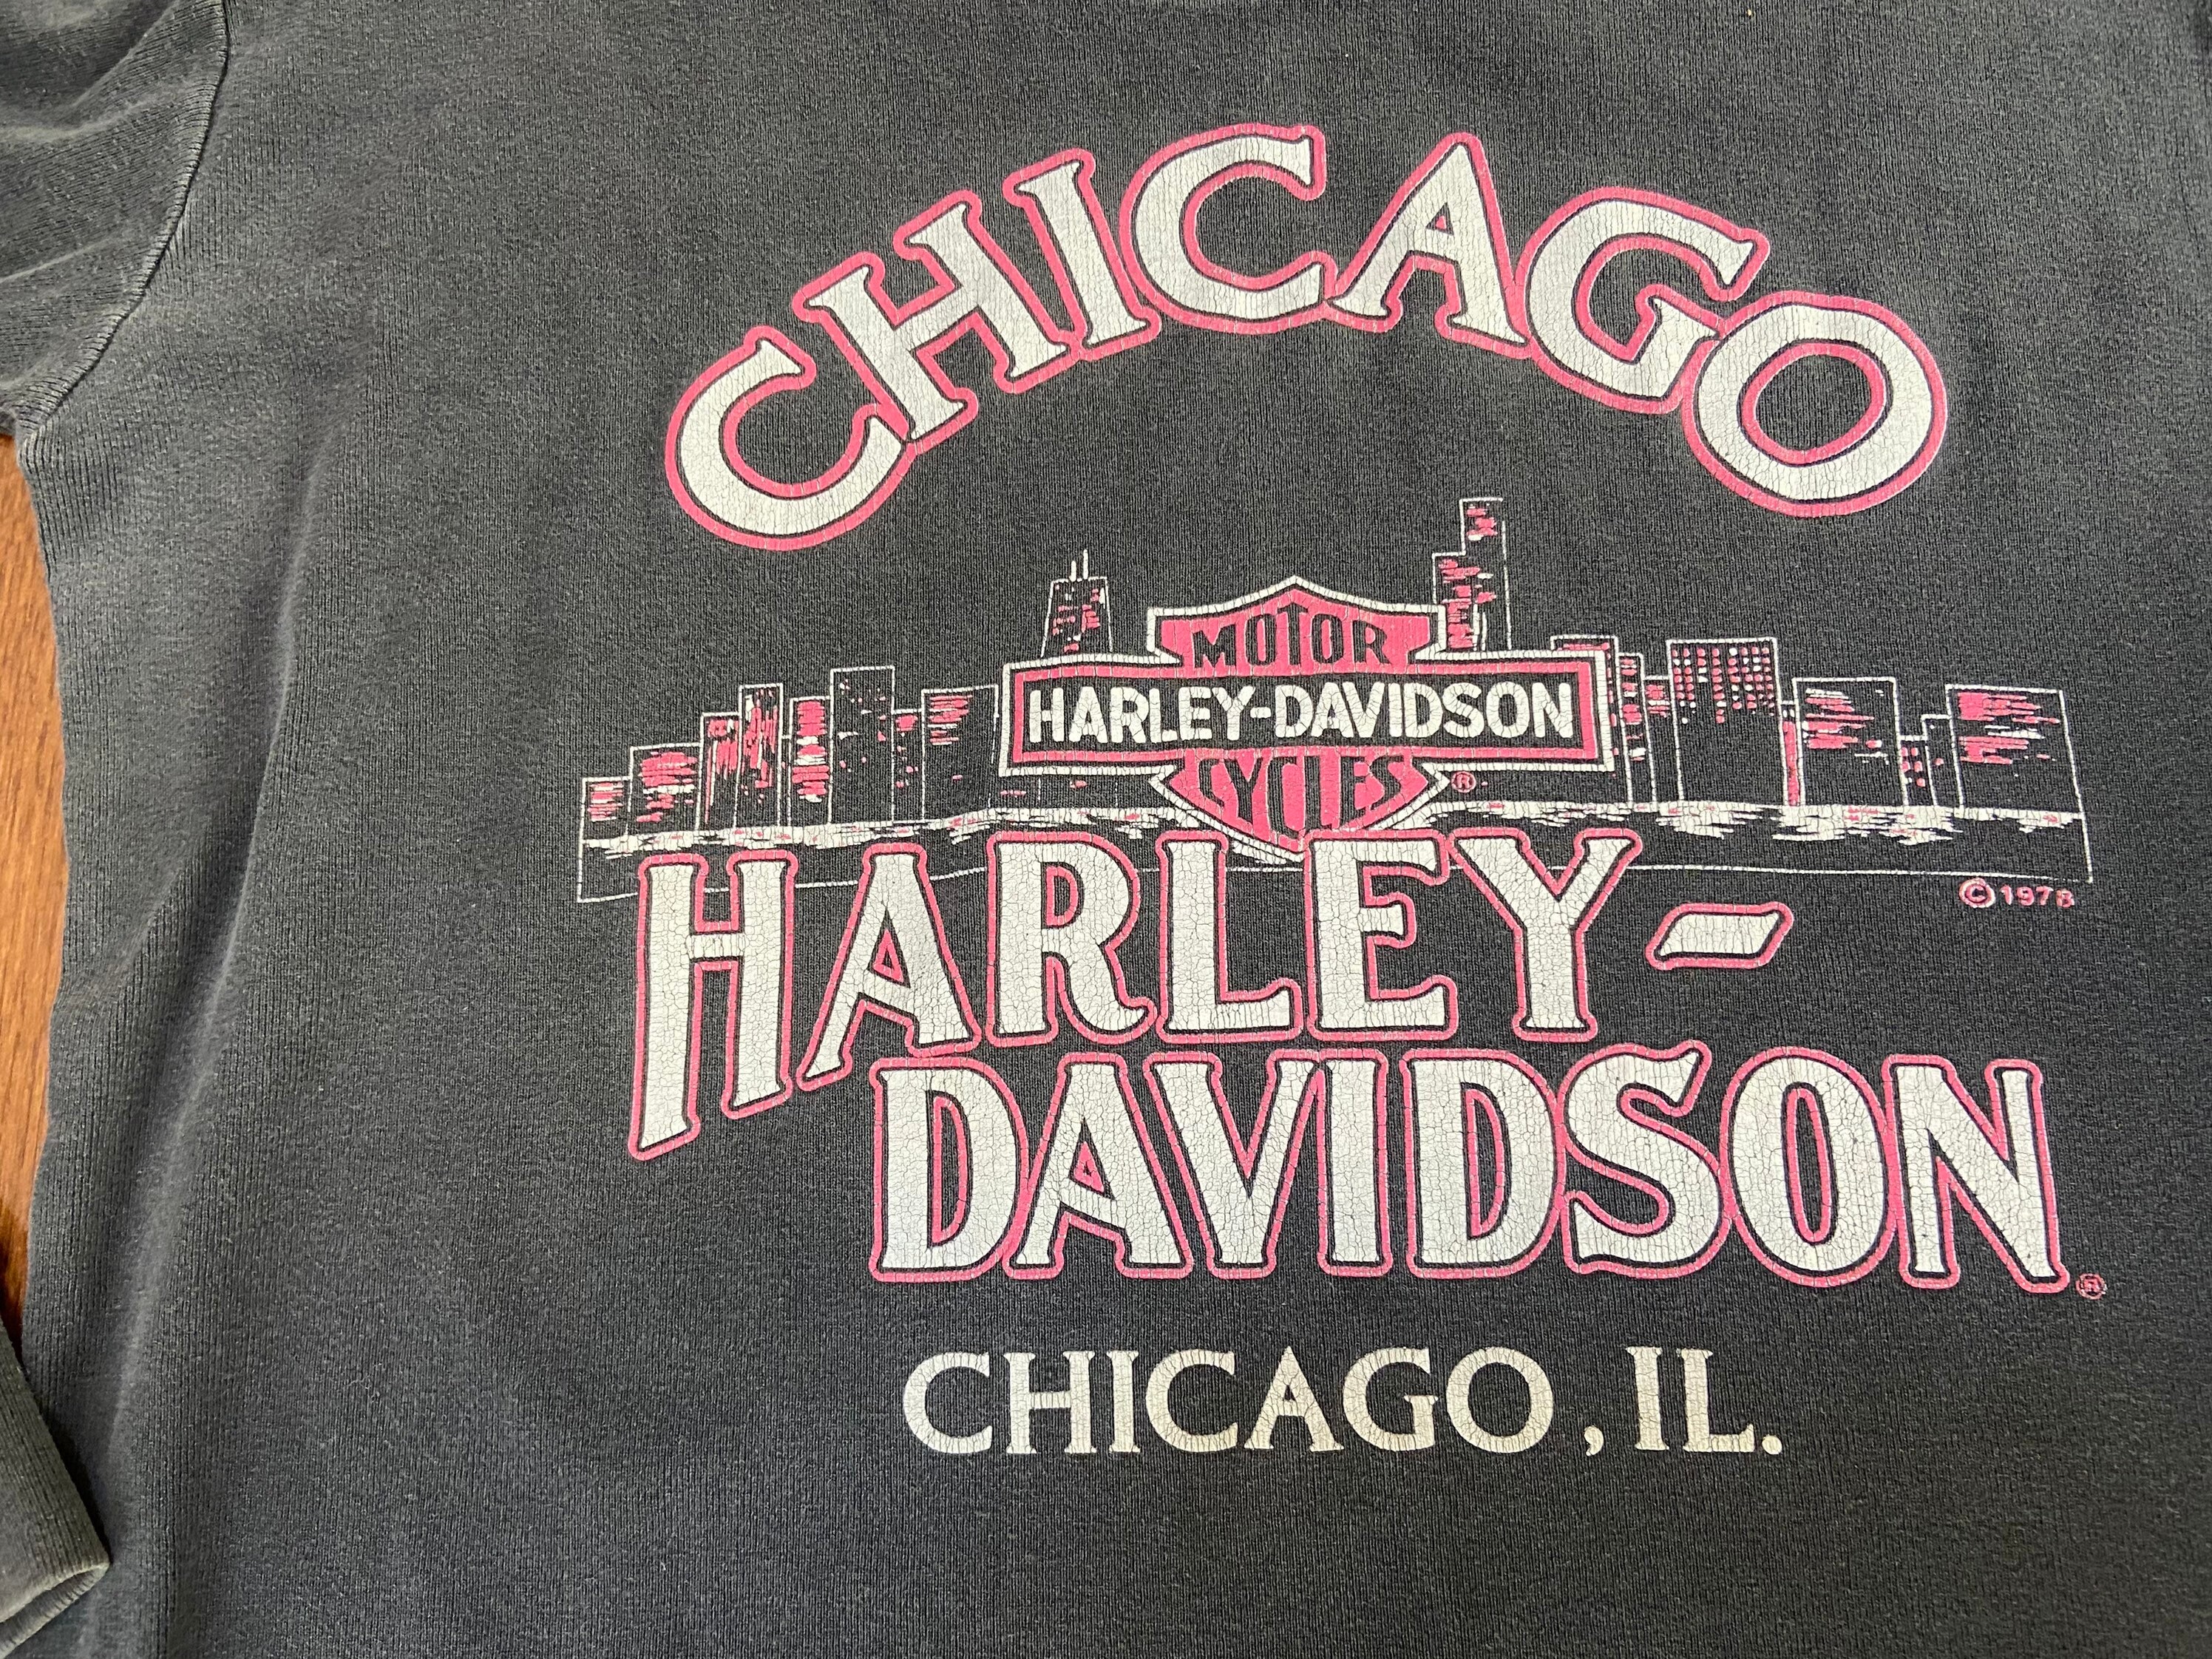 CHICAGO
MOTOR
HARLEY-DAVIDSON
CYCLES ®
© 1978
HARLEY-
DAVIDSON.®
CHICAGO, IL.